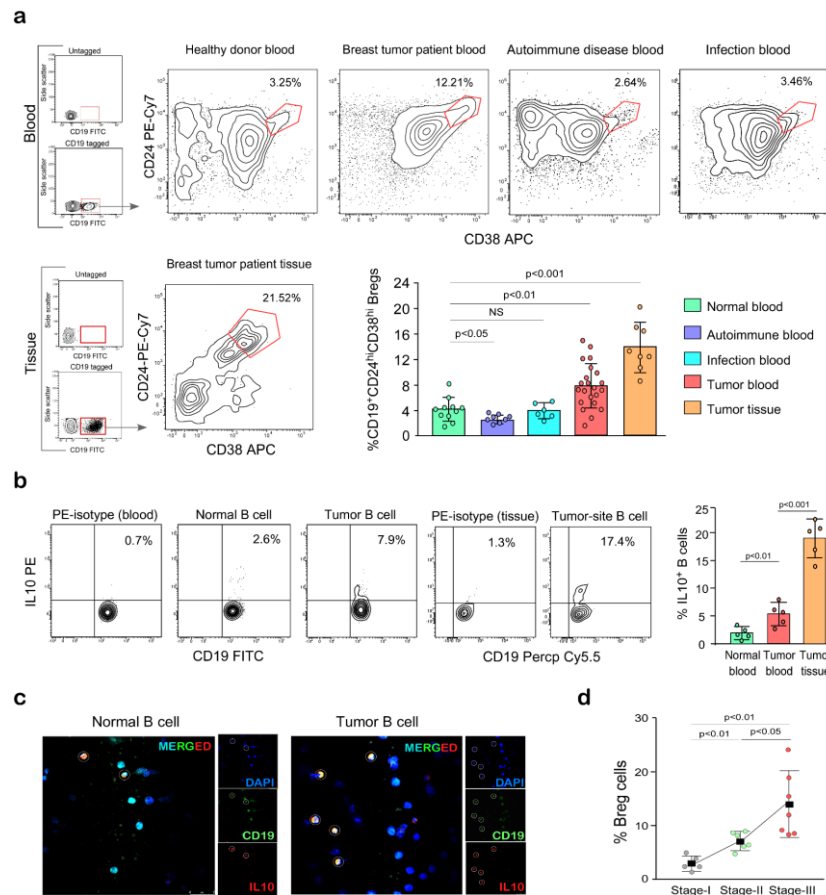 a
Healthy donor blood
Breast tumor patient blood
Autoimmune disease blood
Infection blood
Blood
Untagged
Side scatter
CD19 FITC
CD19 tagged
Side scatter
CD19 FITC
CD24 PE-Cy7
3.25%
12.21%
2.64%
3.46%
CD38 APC
Tissue
Untagged
Side scatter
CD19 FITC
CD19 tagged
Side scatter
CD19 FITC
Breast tumor patient tissue
CD24-PE-Cy7
21.52%
CD38 APC
%CD19+CD24hiCD38hi Bregs
24
20
16
12
8
4
0
p<0.001
p<0.01
NS
p<0.05
Normal blood
Autoimmune blood
Infection blood
Tumor blood
Tumor tissue
b
PE-isotype (blood)
Normal B cell
Tumor B cell
PE-isotype (tissue)
Tumor-site B cell
IL10 PE
0.7%
2.6%
7.9%
1.3%
17.4%
CD19 FITC
CD19 Percp Cy5.5
% IL10+ B cells
25
20
15
10
5
0
p<0.001
p<0.01
Normal Tumor Tumor
blood blood tissue
c
Normal B cell
Tumor B cell
MERGED
DAPI
CD19
IL10
MERGED
DAPI
CD19
IL10
d
% Breg cells
30
20
10
0
p<0.01
p<0.01
p<0.05
Stage-I
Stage-II
Stage-III